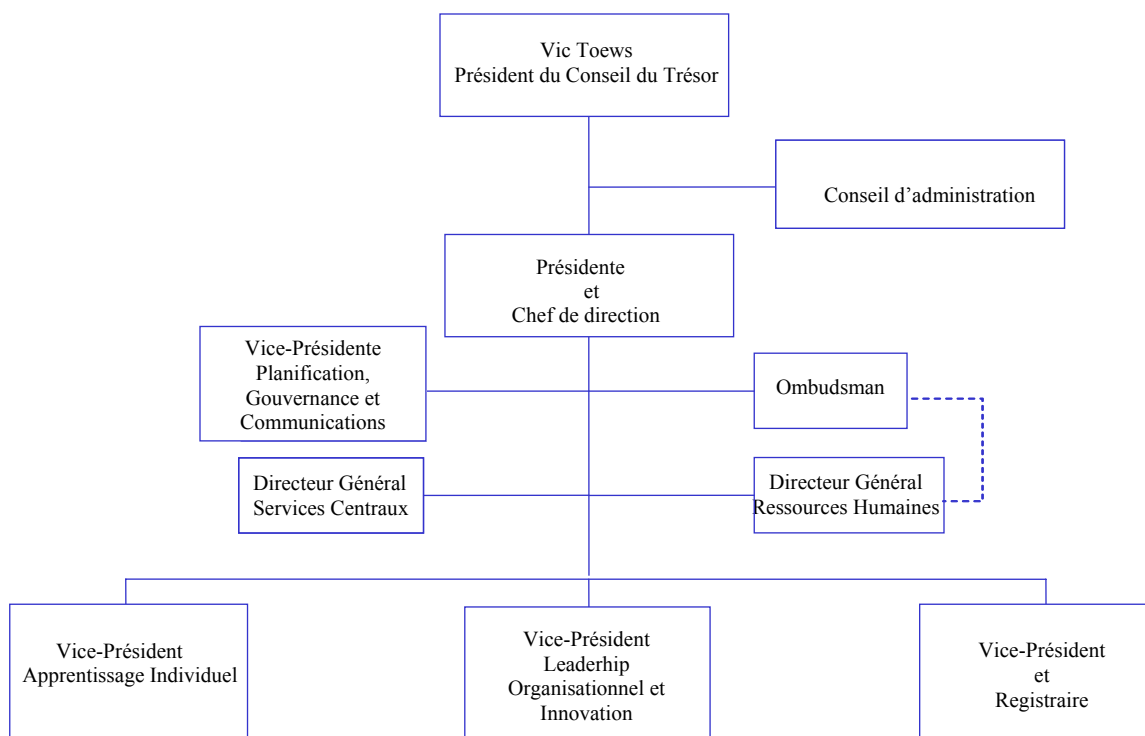 Vic Toews
Président du Conseil du Trésor
Conseil d’administration
Présidente
et
Chef de direction
Vice-Présidente
Planification,
Gouvernance et
Communications
Ombudsman
Directeur Général
Services Centraux
Directeur Général
Ressources Humaines
Vice-Président
Apprentissage Individuel
Vice-Président
Leaderhip
Organisationnel et
Innovation
Vice-Président
et
Registraire